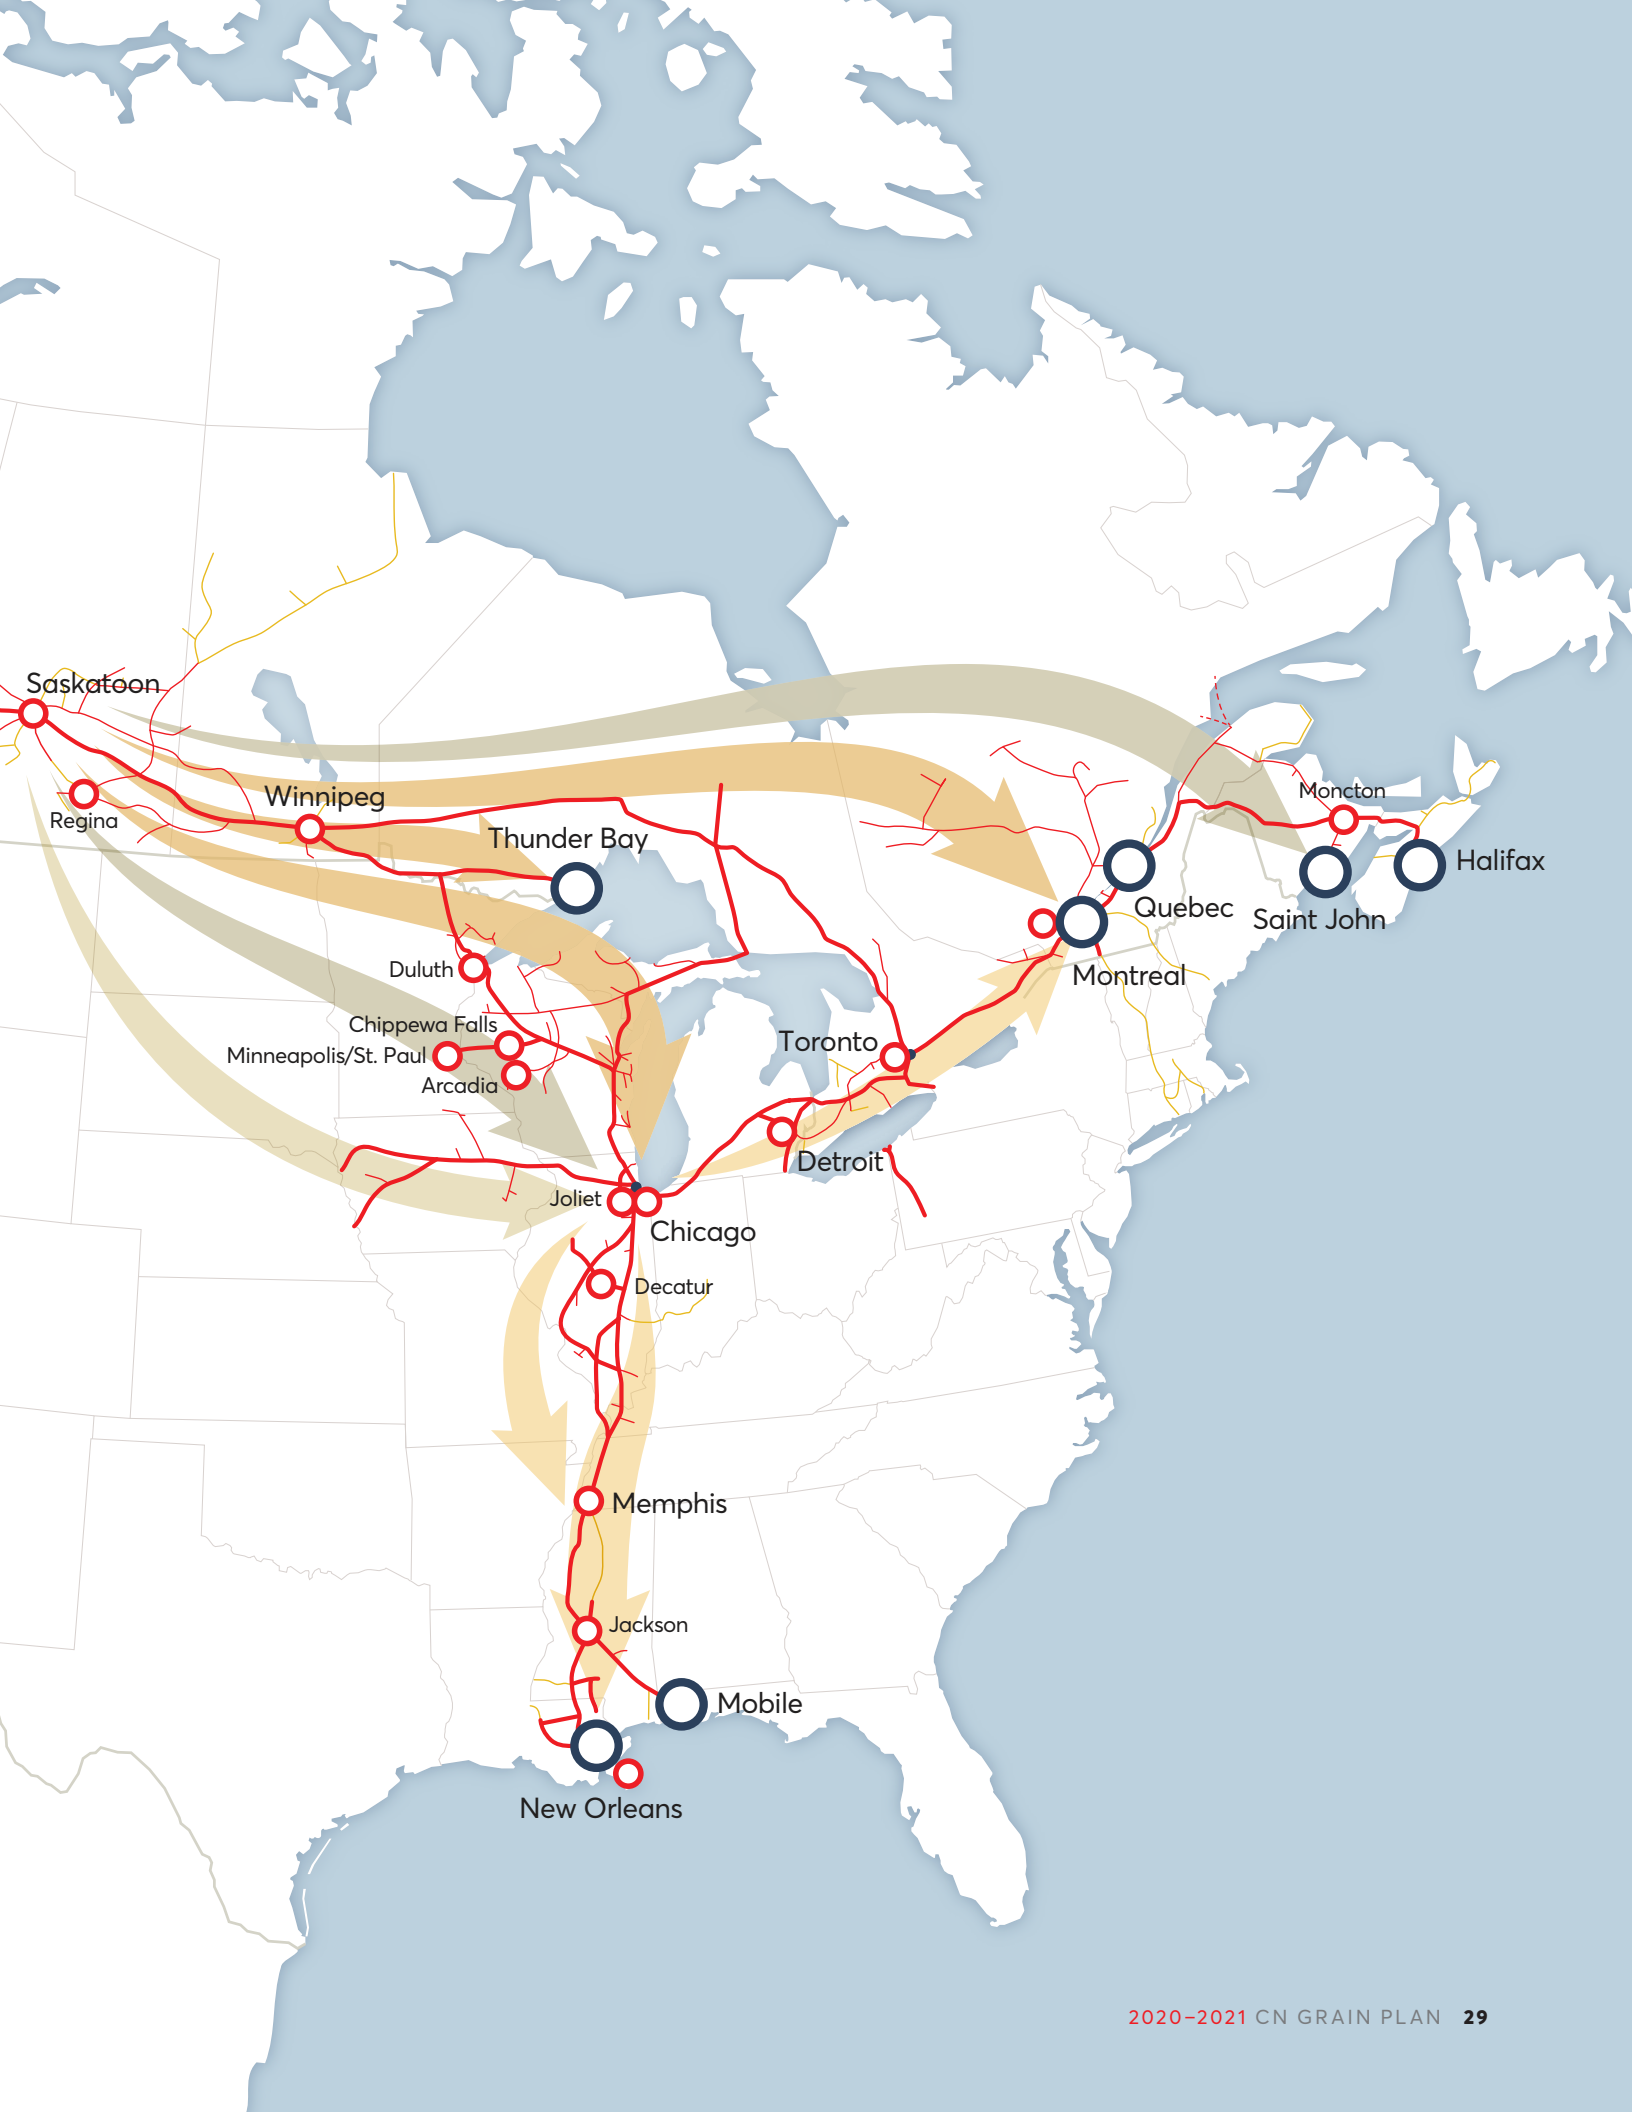 Saskatoon
Winnipeg
Regina
Thunder Bay
Moncton
Halifax
Quebec
Saint John
Montreal
Duluth
Chippewa Falls
Minneapolis/St. Paul
Arcadia
Toronto
Detroit
Joliet
Chicago
Decatur
Memphis
Jackson
Mobile
New Orleans
2020–2021 CN GRAIN PLAN 29